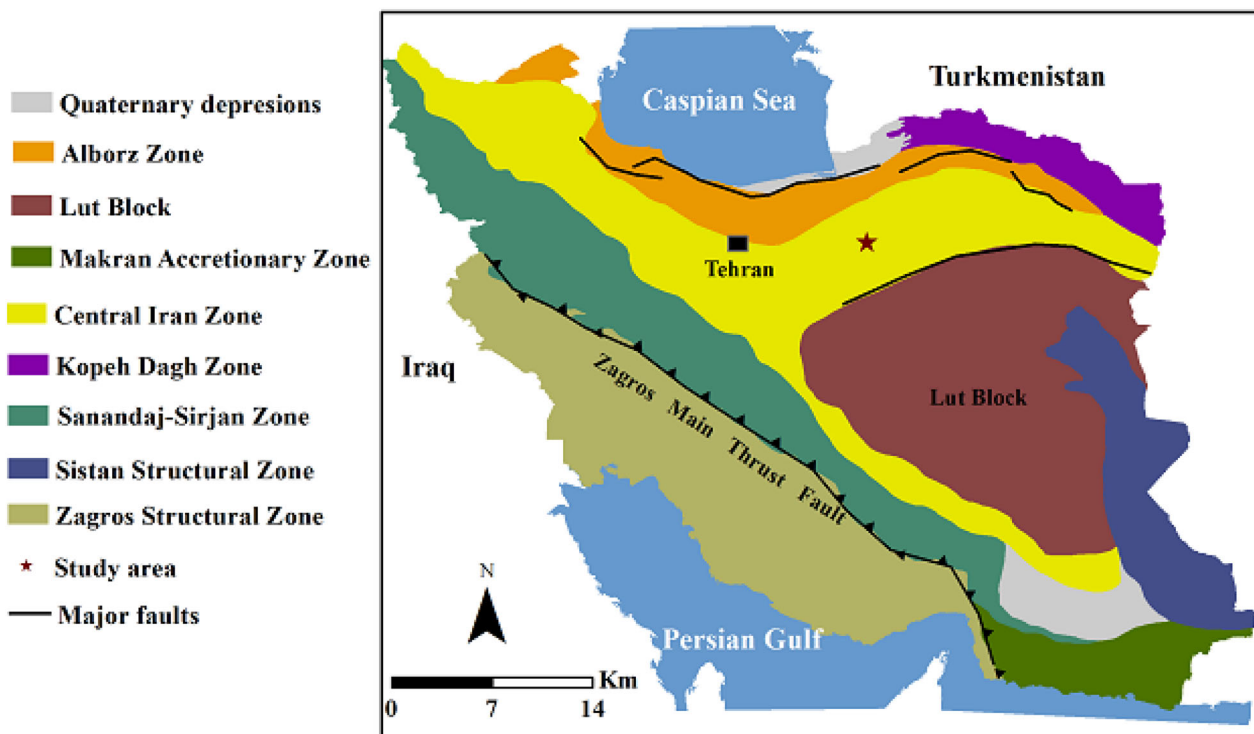 Quaternary depresions
Alborz Zone
Lut Block
Makran Accretionary Zone
Central Iran Zone
Kopeh Dagh Zone
Sanandaj-Sirjan Zone
Sistan Structural Zone
Zagros Structural Zone
Study area
Major faults
Caspian Sea
Turkmenistan
Tehran
Iraq
Zagros Main Thrust Fault
Lut Block
Persian Gulf
N
Km
0 7 14